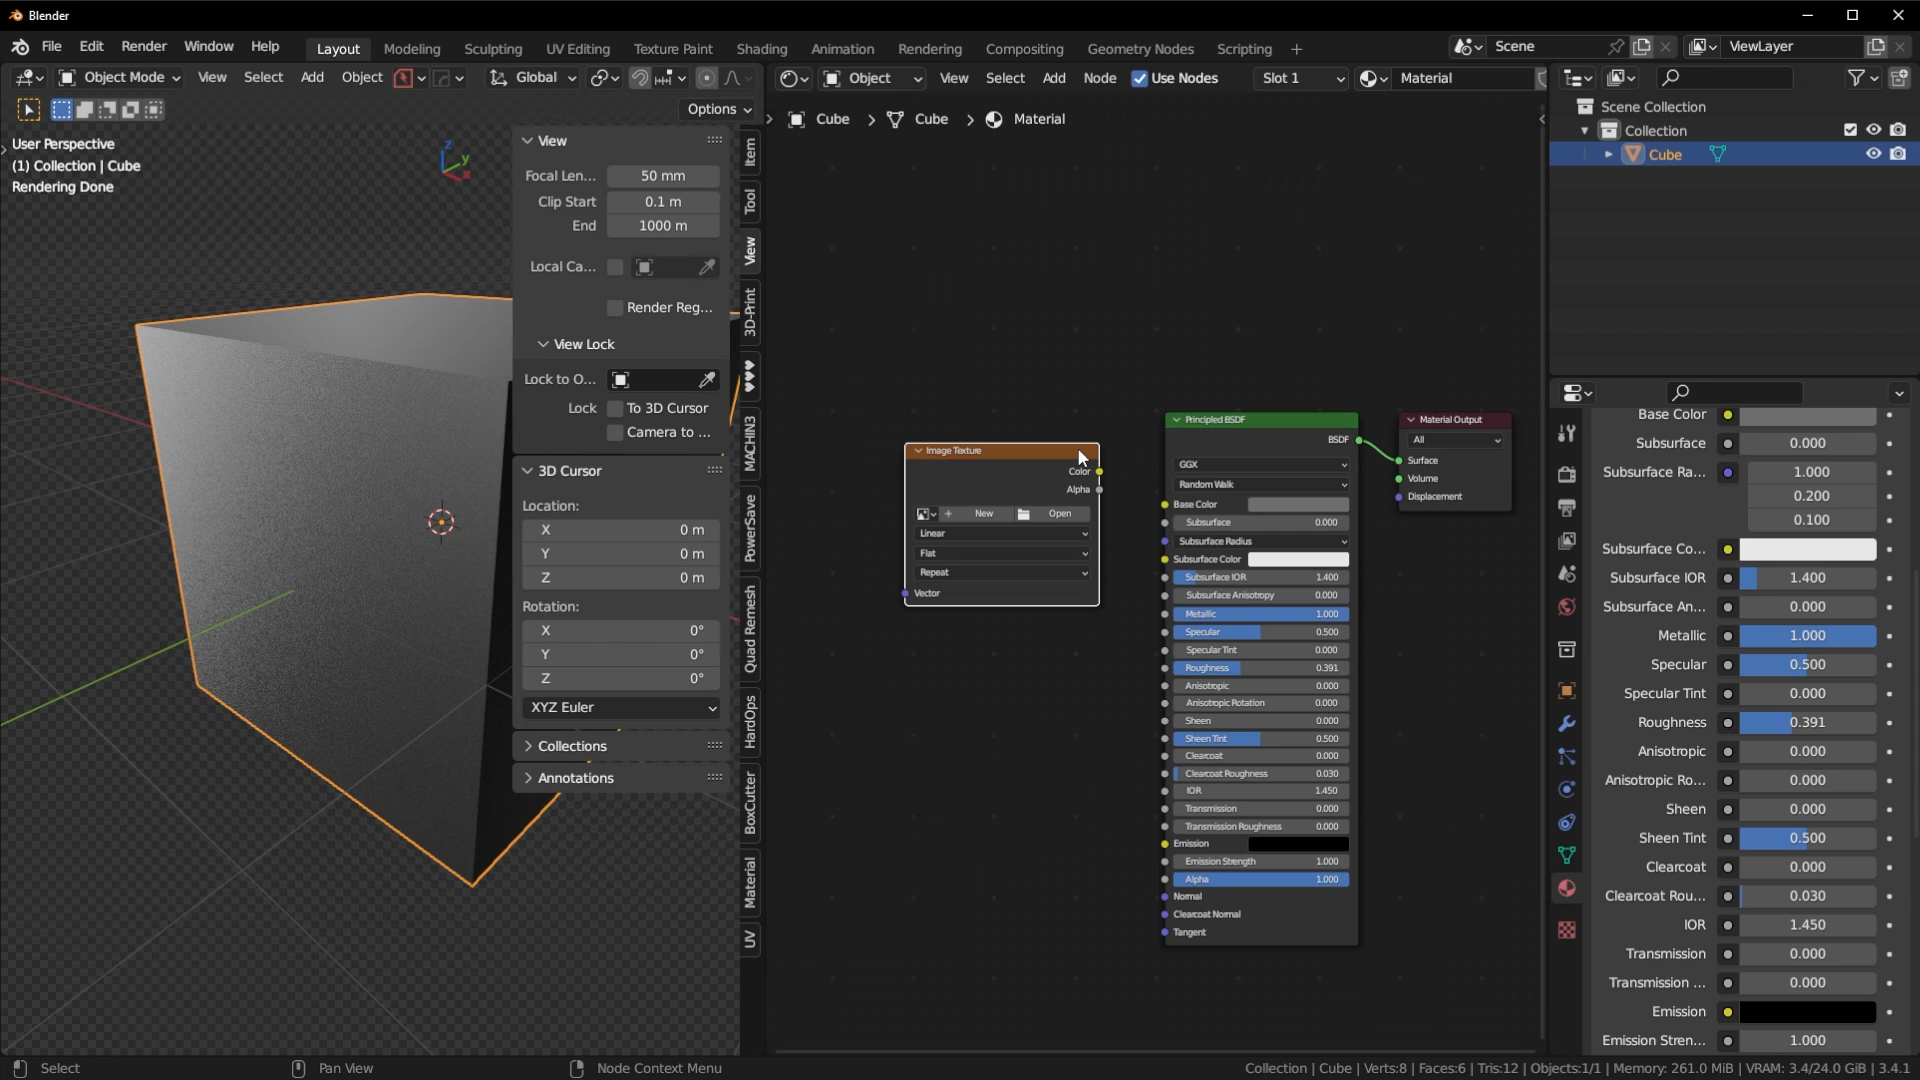 Blender
File Edit Render Window Help
Layout Modeling Sculpting UV Editing Texture Paint Shading Animation Rendering Compositing Geometry Nodes Scripting +
Scene
ViewLayer
Object Mode View Select Add Object Global
Options
User Perspective
(1) Collection | Cube
Rendering Done
Z
Y
View
Focal Len... 50 mm
Clip Start 0.1 m
End 1000 m
Local Ca...
Render Reg...
View Lock
Lock to O...
Lock To 3D Cursor
Camera to ...
3D Cursor
Location:
X 0 m
Y 0 m
Z 0 m
Rotation:
X 0°
Y 0°
Z 0°
XYZ Euler
Collections
Annotations
Item
Tool
View
3D-Print
♥♥♥
MACHIN3
PowerSave
Quad Remesh
HardOps
BoxCutter
Material
UV
Object View Select Add Node Use Nodes Slot 1 Material
Cube > Cube > Material
Image Texture
Color
Alpha
New Open
Linear
Flat
Repeat
Vector
Principled BSDF
BSDF
GGX
Random Walk
Base Color
Subsurface 0.000
Subsurface Radius
Subsurface Color
Subsurface IOR 1.400
Subsurface Anisotropy 0.000
Metallic 1.000
Specular 0.500
Specular Tint 0.000
Roughness 0.391
Anisotropic 0.000
Anisotropic Rotation 0.000
Sheen 0.000
Sheen Tint 0.500
Clearcoat 0.000
Clearcoat Roughness 0.030
IOR 1.450
Transmission 0.000
Transmission Roughness 0.000
Emission
Emission Strength 1.000
Alpha 1.000
Normal
Clearcoat Normal
Tangent
Material Output
All
Surface
Volume
Displacement
Scene Collection
Collection
Cube
Base Color
Subsurface 0.000
Subsurface Ra... 1.000
0.200
0.100
Subsurface Co...
Subsurface IOR 1.400
Subsurface An... 0.000
Metallic 1.000
Specular 0.500
Specular Tint 0.000
Roughness 0.391
Anisotropic 0.000
Anisotropic Ro... 0.000
Sheen 0.000
Sheen Tint 0.500
Clearcoat 0.000
Clearcoat Rou... 0.030
IOR 1.450
Transmission 0.000
Transmission ... 0.000
Emission
Emission Stren... 1.000
Select Pan View Node Context Menu
Collection | Cube | Verts:8 | Faces:6 | Tris:12 | Objects:1/1 | Memory: 261.0 MiB | VRAM: 3.4/24.0 GiB | 3.4.1